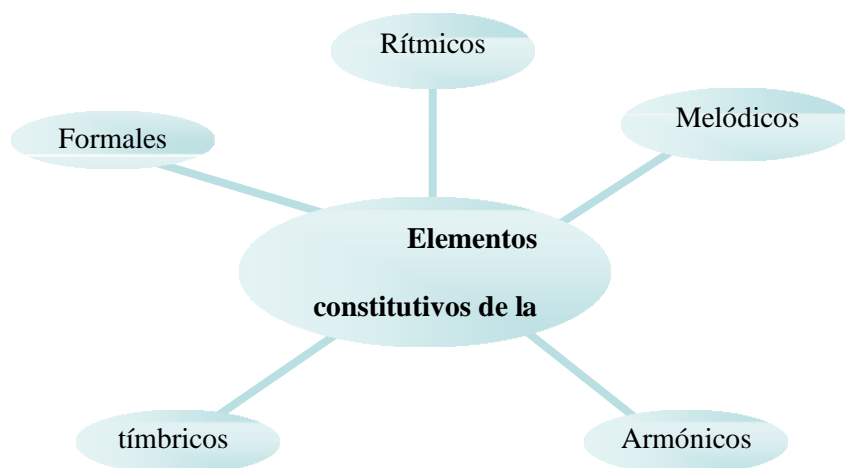 Rítmicos
Melódicos
Formales
Elementos
constitutivos de la
tímbricos
Armónicos